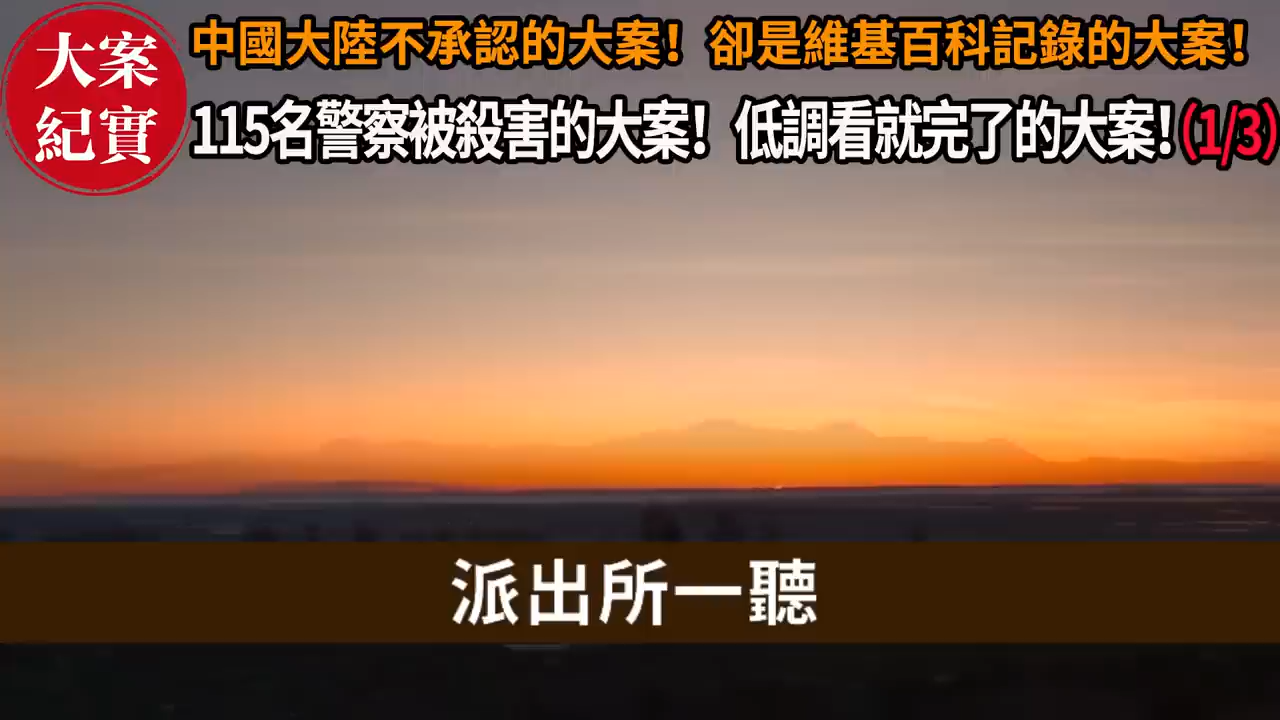 大案
紀實
中國大陸不承認的大案！卻是維基百科記錄的大案！
115名警察被殺害的大案！低調看就完了的大案！(1/3)
派出所一聽